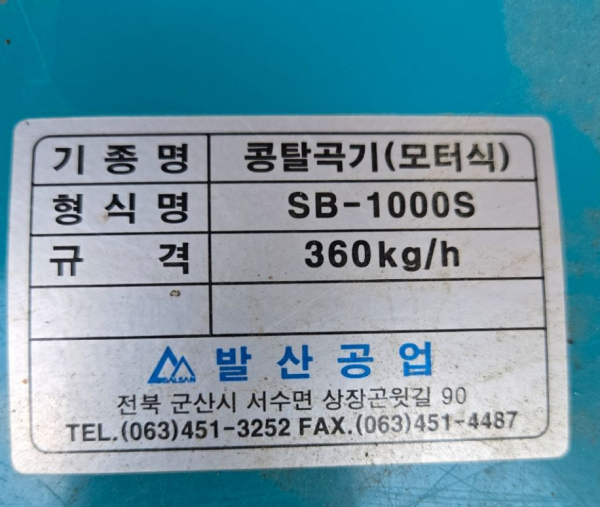 기종명 콩탈곡기(모터식)
형식명 SB-1000S
규격 360kg/h
BALSAN 발산공업
전북 군산시 서수면 상장곤윗길 90
TEL.(063)451-3252 FAX.(063)451-4487